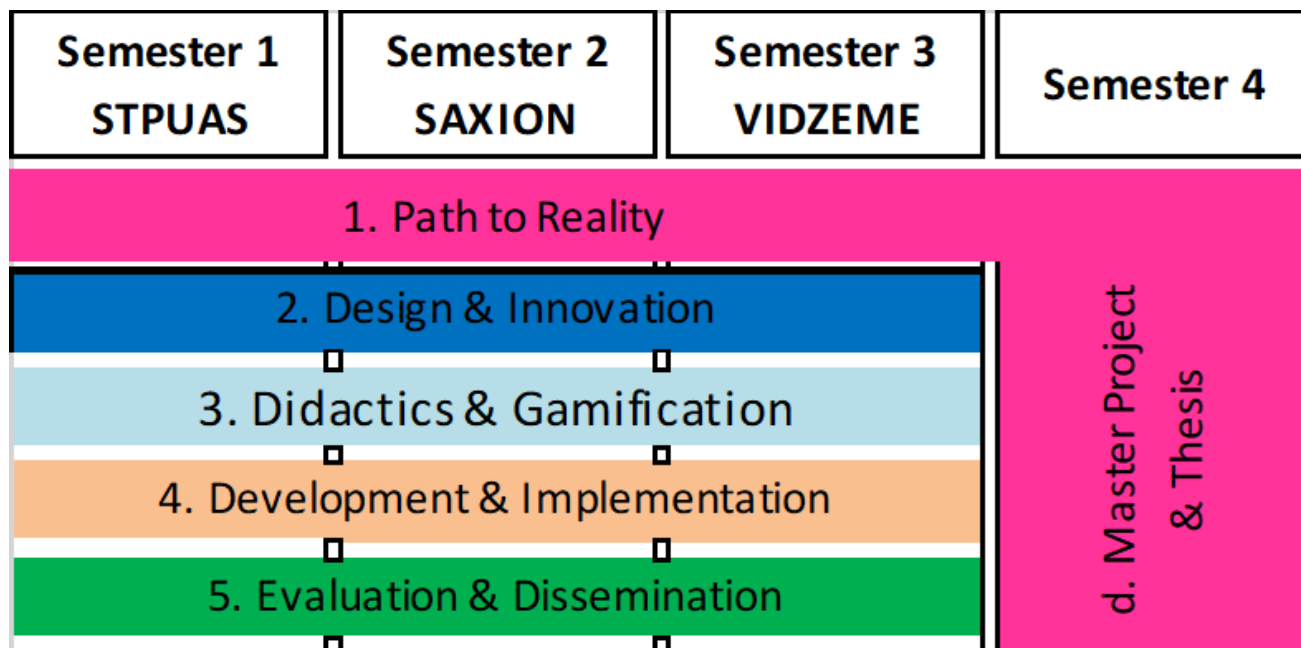 Semester 1
STPUAS
Semester 2
SAXION
Semester 3
VIDZEME
Semester 4
1. Path to Reality
2. Design & Innovation
3. Didactics & Gamification
4. Development & Implementation
5. Evaluation & Dissemination
d. Master Project
& Thesis